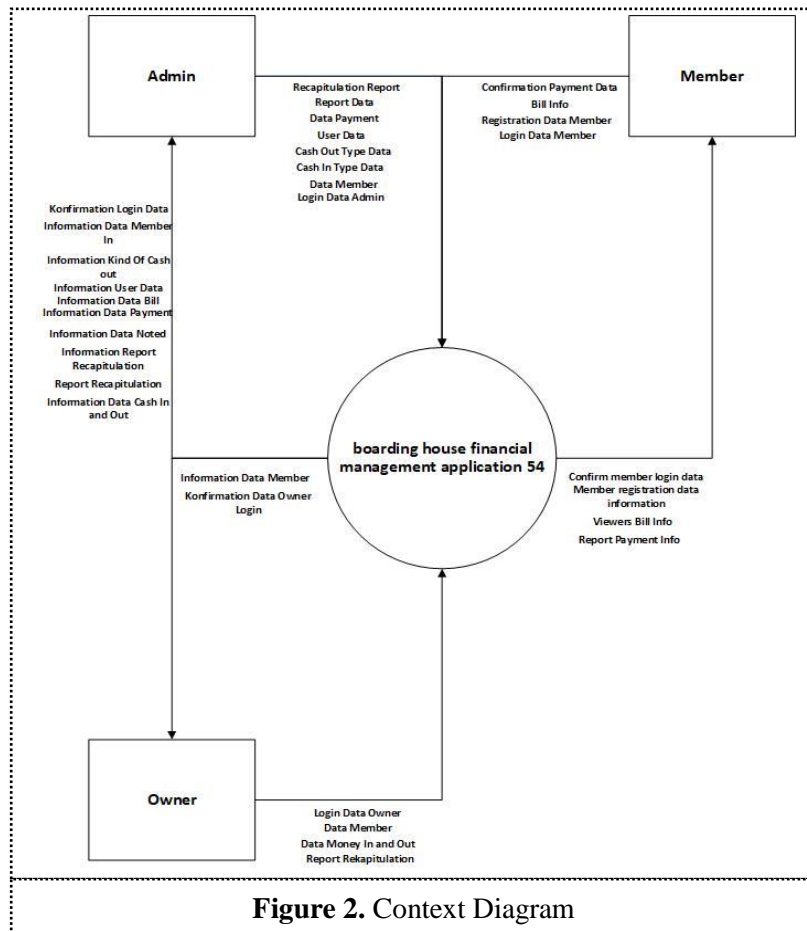 Admin
Member
Recapitulation Report
Report Data
Data Payment
User Data
Cash Out Type Data
Cash In Type Data
Data Member
Login Data Admin
Confirmation Payment Data
Bill Info
Registration Data Member
Login Data Member
Konfirmation Login Data
Information Data Member
In
Information Kind Of Cash
out
Information User Data
Information Data Bill
Information Data Payment
Information Data Noted
Information Report
Recapitulation
Report Recapitulation
Information Data Cash In
and Out
boarding house financial
management application 54
Information Data Member
Konfirmation Data Owner
Login
Confirm member login data
Member registration data
information
Viewers Bill Info
Report Payment Info
Owner
Login Data Owner
Data Member
Data Money In and Out
Report Rekapitulation
Figure 2. Context Diagram